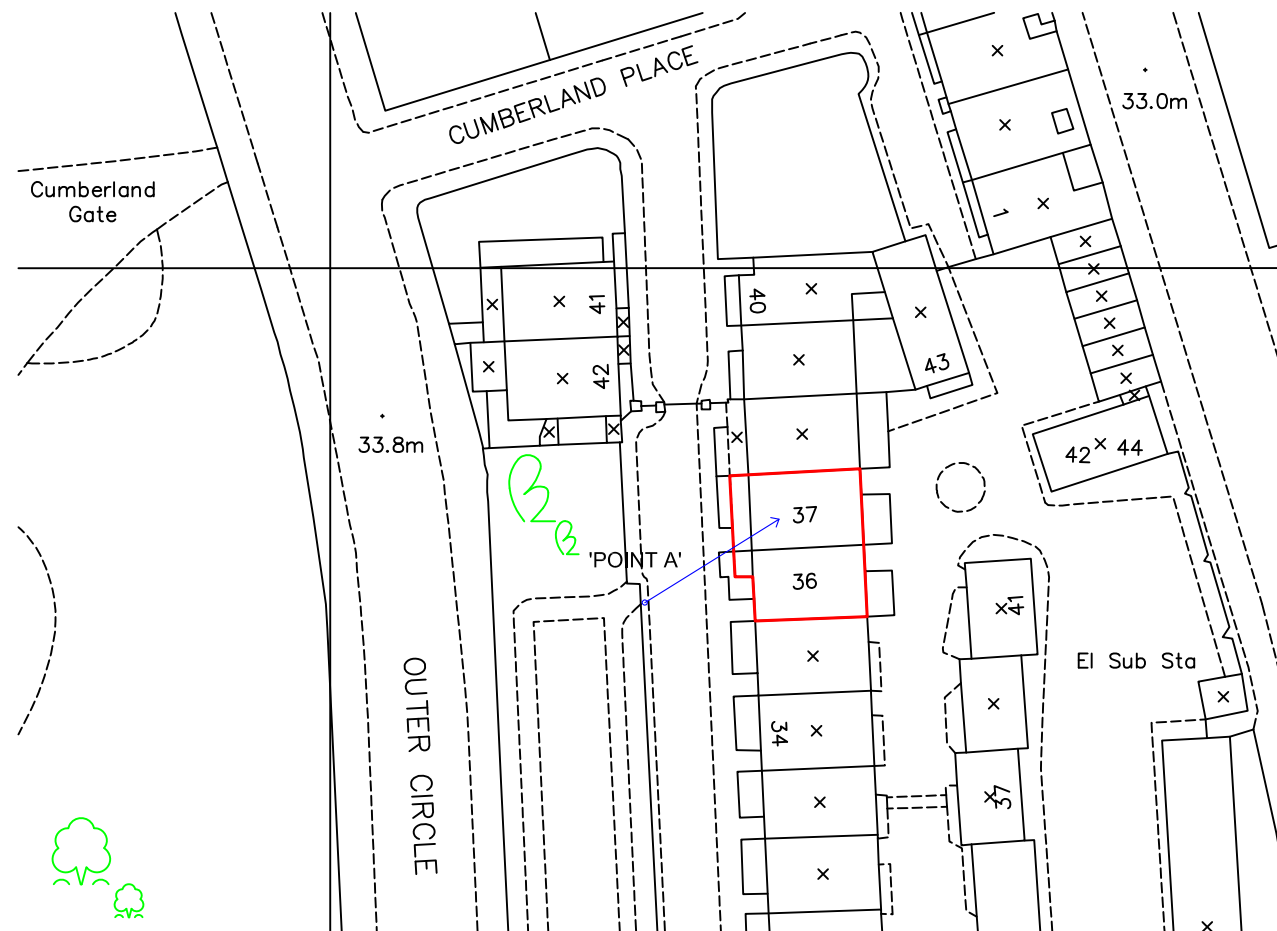 CUMBERLAND PLACE
33.0m
Cumberland
Gate
1
41
40
42
43
33.8m
42 44
37
'POINT A'
36
41
El Sub Sta
OUTER CIRCLE
34
37